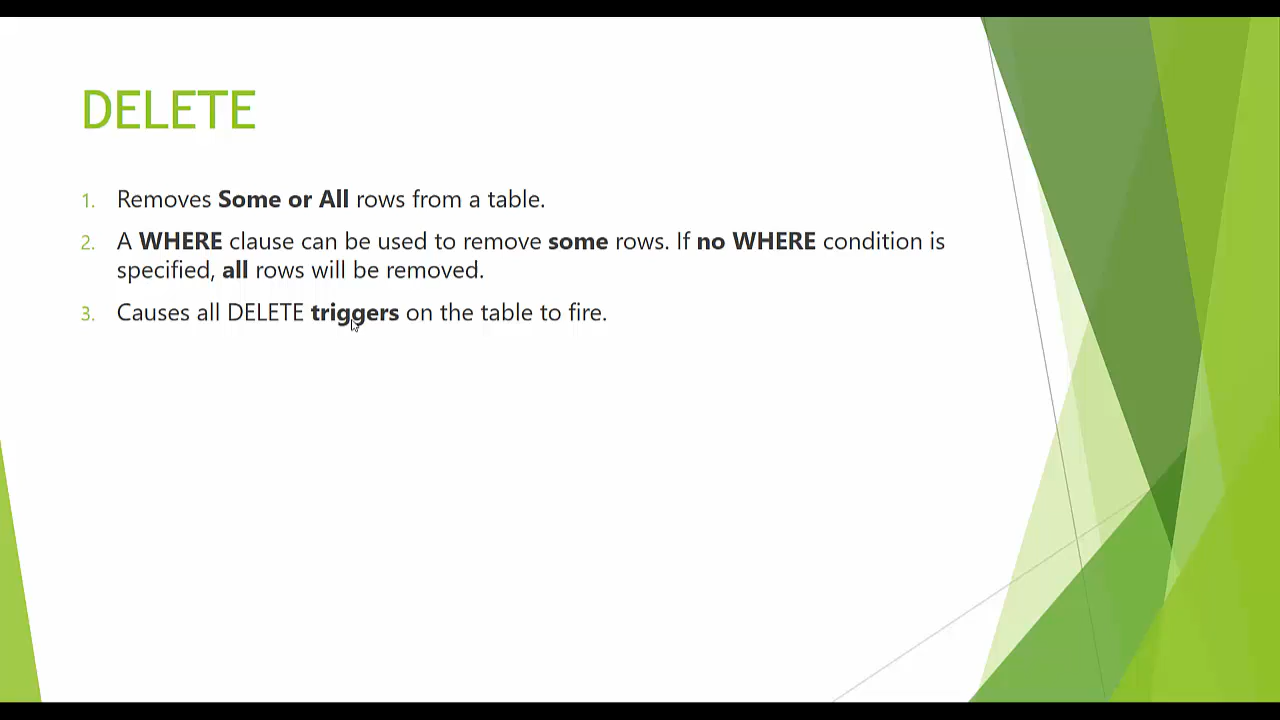 DELETE
1. Removes Some or All rows from a table.
2. A WHERE clause can be used to remove some rows. If no WHERE condition is
specified, all rows will be removed.
3. Causes all DELETE triggers on the table to fire.